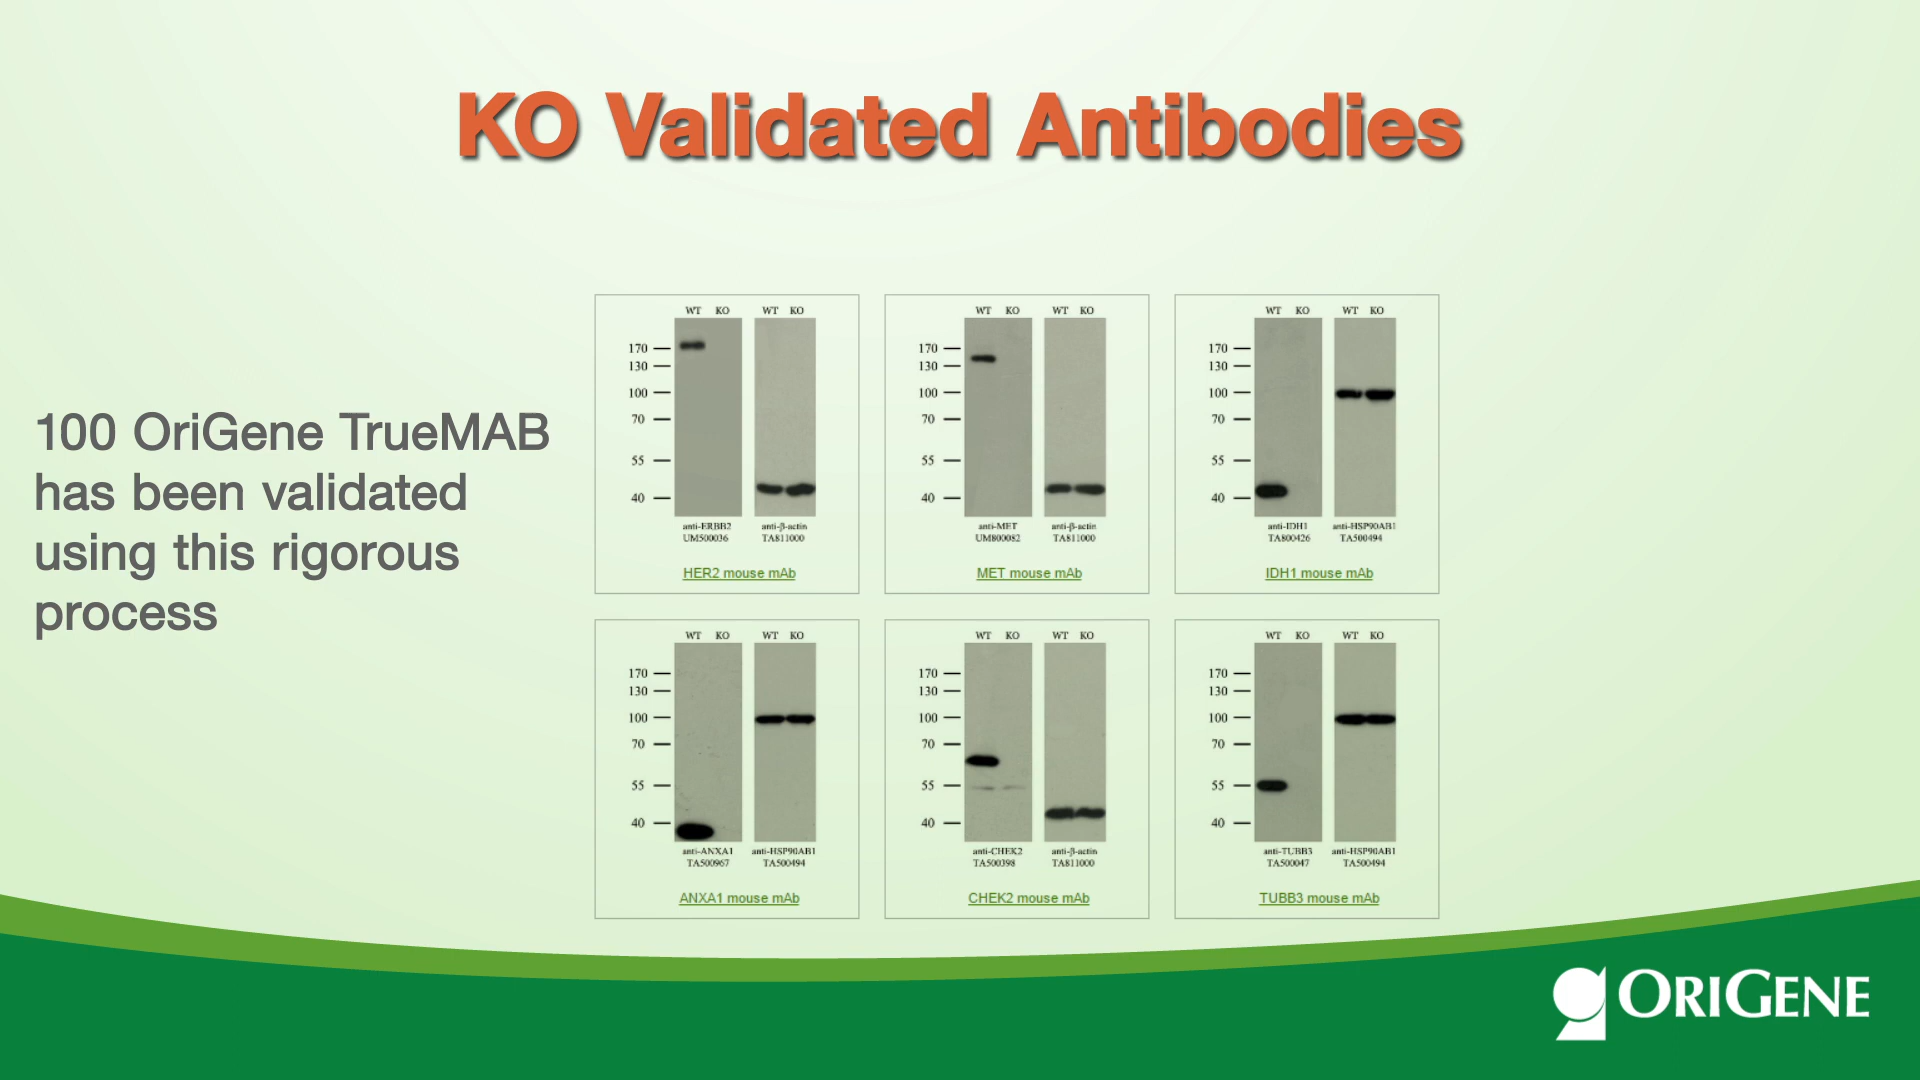 KO Validated Antibodies
100 OriGene TrueMAB
has been validated
using this rigorous
process
WT KO WT KO
170
130
100
70
55
40
anti-ERBB2 anti-β-actin
UM500036 TA811000
HER2 mouse mAb
WT KO WT KO
170
130
100
70
55
40
anti-MET anti-β-actin
UM800082 TA811000
MET mouse mAb
WT KO WT KO
170
130
100
70
55
40
anti-IDH1 anti-HSP90AB1
TA800426 TA500494
IDH1 mouse mAb
WT KO WT KO
170
130
100
70
55
40
anti-ANXA1 anti-HSP90AB1
TA500967 TA500494
ANXA1 mouse mAb
WT KO WT KO
170
130
100
70
55
40
anti-CHEK2 anti-β-actin
TA500398 TA811000
CHEK2 mouse mAb
WT KO WT KO
170
130
100
70
55
40
anti-TUBB3 anti-HSP90AB1
TA500047 TA500494
TUBB3 mouse mAb
ORIGENE